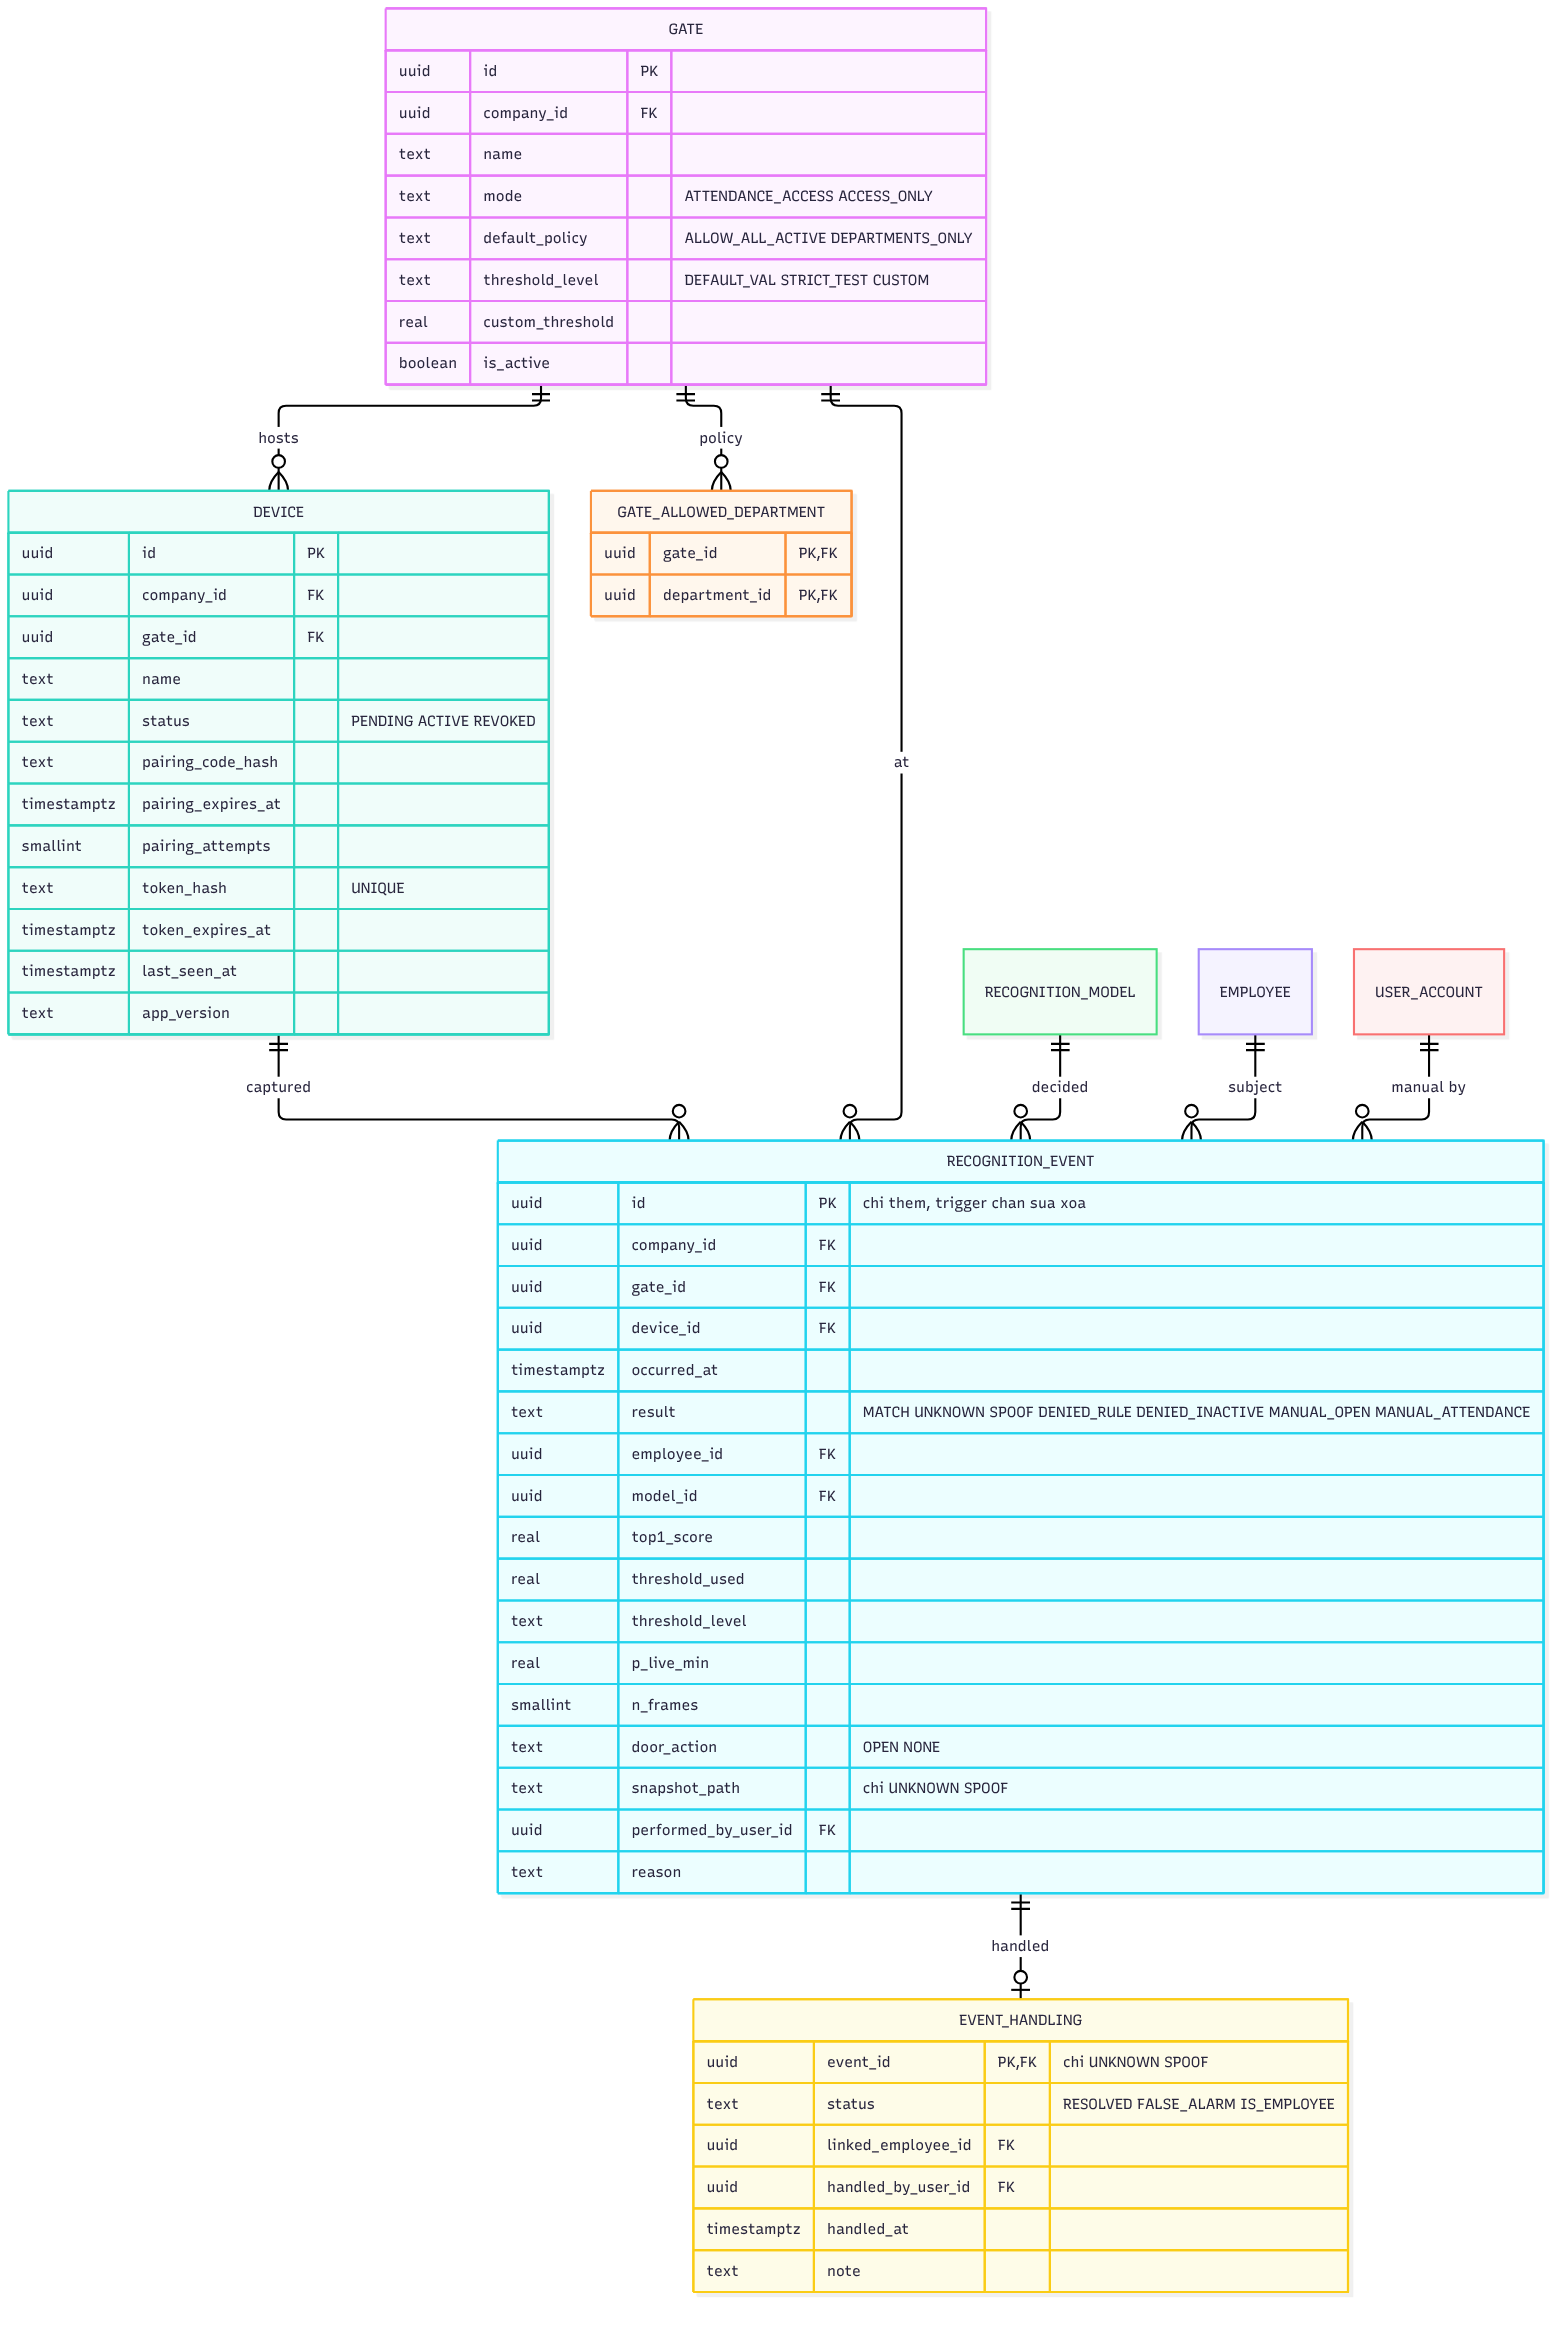 GATE
uuid id PK
uuid company_id FK
text name
text mode ATTENDANCE_ACCESS ACCESS_ONLY
text default_policy ALLOW_ALL_ACTIVE DEPARTMENTS_ONLY
text threshold_level DEFAULT_VAL STRICT_TEST CUSTOM
real custom_threshold
boolean is_active
hosts
policy
DEVICE
uuid id PK
uuid company_id FK
uuid gate_id FK
text name
text status PENDING ACTIVE REVOKED
text pairing_code_hash
timestamptz pairing_expires_at
smallint pairing_attempts
text token_hash UNIQUE
timestamptz token_expires_at
timestamptz last_seen_at
text app_version
GATE_ALLOWED_DEPARTMENT
uuid gate_id PK,FK
uuid department_id PK,FK
at
RECOGNITION_MODEL
EMPLOYEE
USER_ACCOUNT
captured
decided
subject
manual by
RECOGNITION_EVENT
uuid id PK chi them, trigger chan sua xoa
uuid company_id FK
uuid gate_id FK
uuid device_id FK
timestamptz occurred_at
text result MATCH UNKNOWN SPOOF DENIED_RULE DENIED_INACTIVE MANUAL_OPEN MANUAL_ATTENDANCE
uuid employee_id FK
uuid model_id FK
real top1_score
real threshold_used
text threshold_level
real p_live_min
smallint n_frames
text door_action OPEN NONE
text snapshot_path chi UNKNOWN SPOOF
uuid performed_by_user_id FK
text reason
handled
EVENT_HANDLING
uuid event_id PK,FK chi UNKNOWN SPOOF
text status RESOLVED FALSE_ALARM IS_EMPLOYEE
uuid linked_employee_id FK
uuid handled_by_user_id FK
timestamptz handled_at
text note